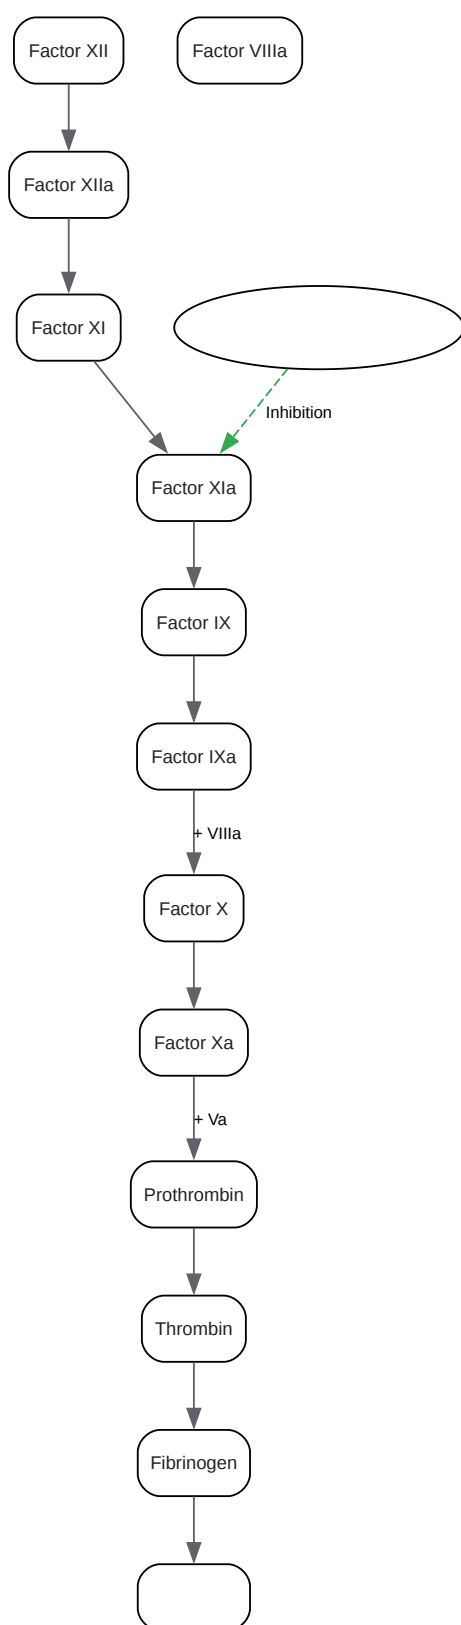 Factor XII
Factor VIIIa
Factor XIIa
Factor XI
Inhibition
Factor XIa
Factor IX
Factor IXa
+ VIIIa
Factor X
Factor Xa
+ Va
Prothrombin
Thrombin
Fibrinogen